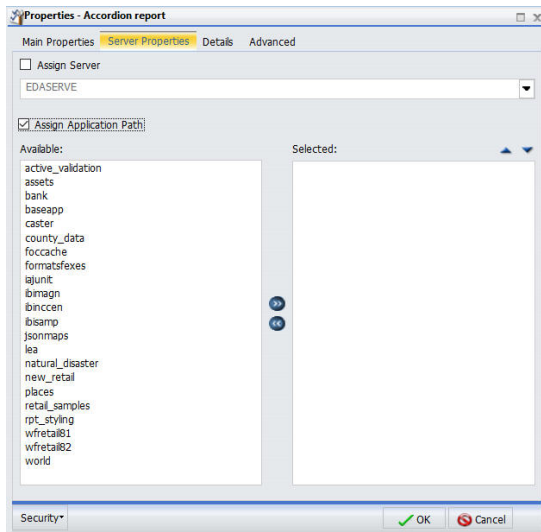 Properties - Accordion report
Main Properties Server Properties Details Advanced
Assign Server
EDASERVE
Assign Application Path
Available: Selected:
active_validation
assets
bank
baseapp
caster
county_data
foccache
formatsfexes
iajunit
ibimagn
ibinccen
ibisamp
jsonmaps
lea
natural_disaster
new_retail
places
retail_samples
rpt_styling
wfretail81
wfretail82
world
Security OK Cancel